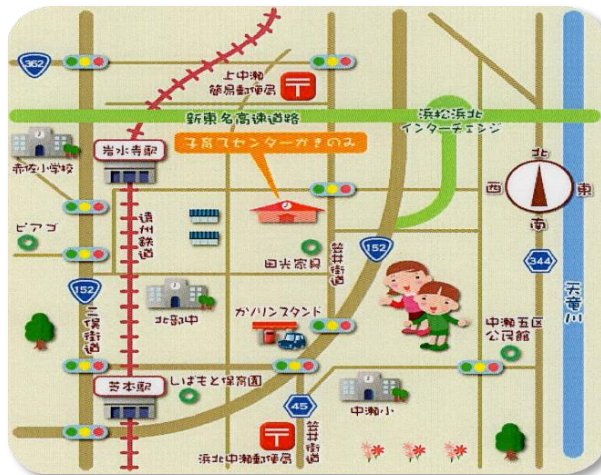 362
上中瀬
簡易郵便局
新東名高速道路
浜松浜北
インターチェンジ
岩水寺駅
子育てセンターかきのみ
赤佐小学校
北
西
東
南
ピアゴ
遠州鉄道
田光家具
笠井街道
152
344
152
二俣街道
北部中
ガソリンスタンド
天竜川
中瀬五区
公民館
芝本駅
しばもと保育園
45
中瀬小
浜北中瀬郵便局
笠井街道